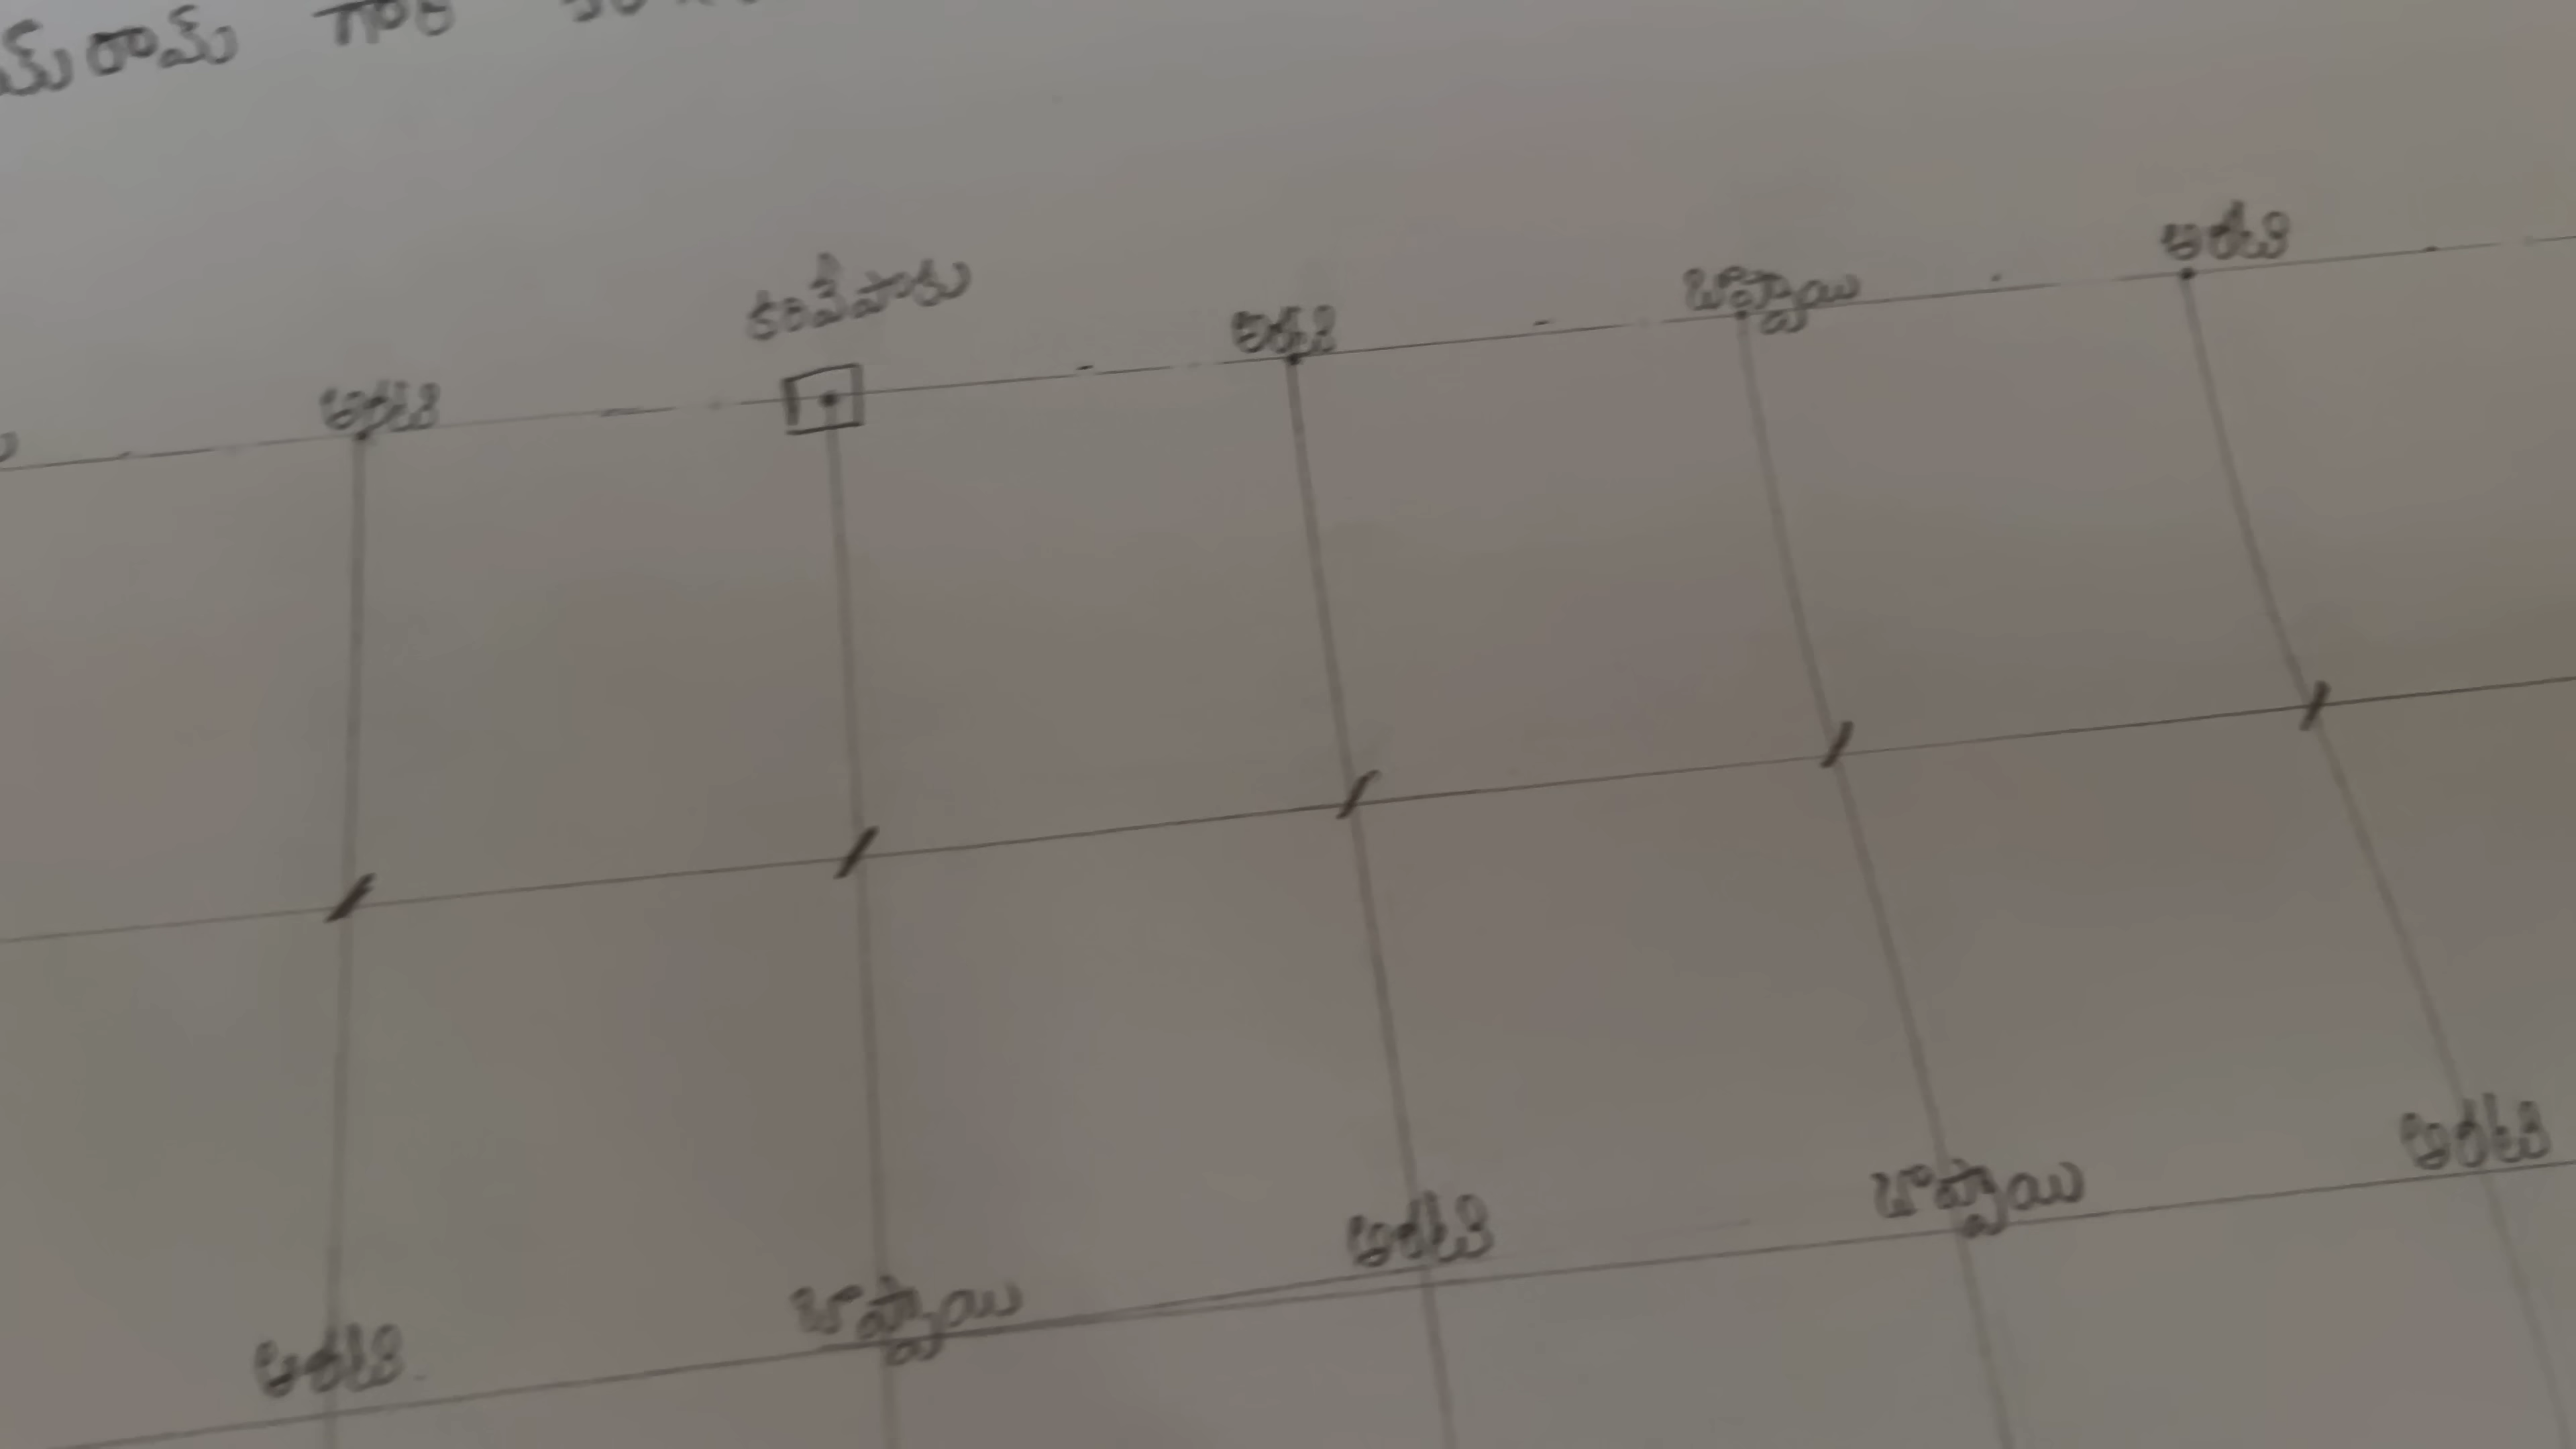 రామ్ గారి
కరివేపాకు
అరటి అరటి బొప్పాయి అరటి
అరటి బొప్పాయి అరటి బొప్పాయి అరటి